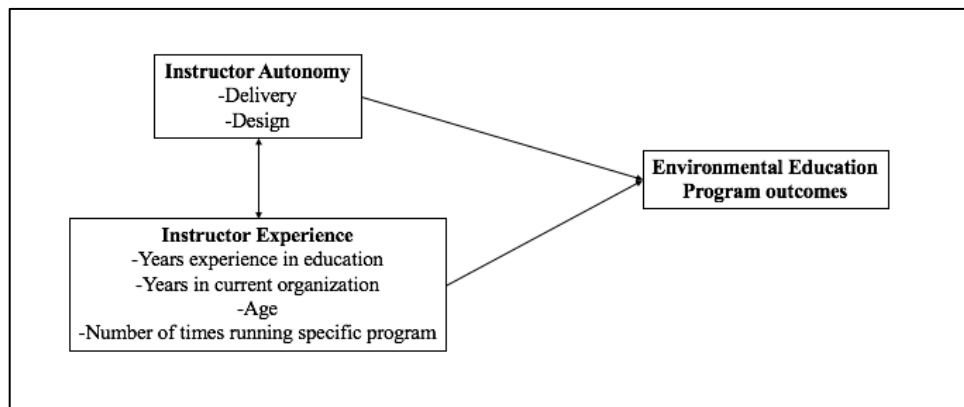 Instructor Autonomy
-Delivery
-Design
Environmental Education
Program outcomes
Instructor Experience
-Years experience in education
-Years in current organization
-Age
-Number of times running specific program